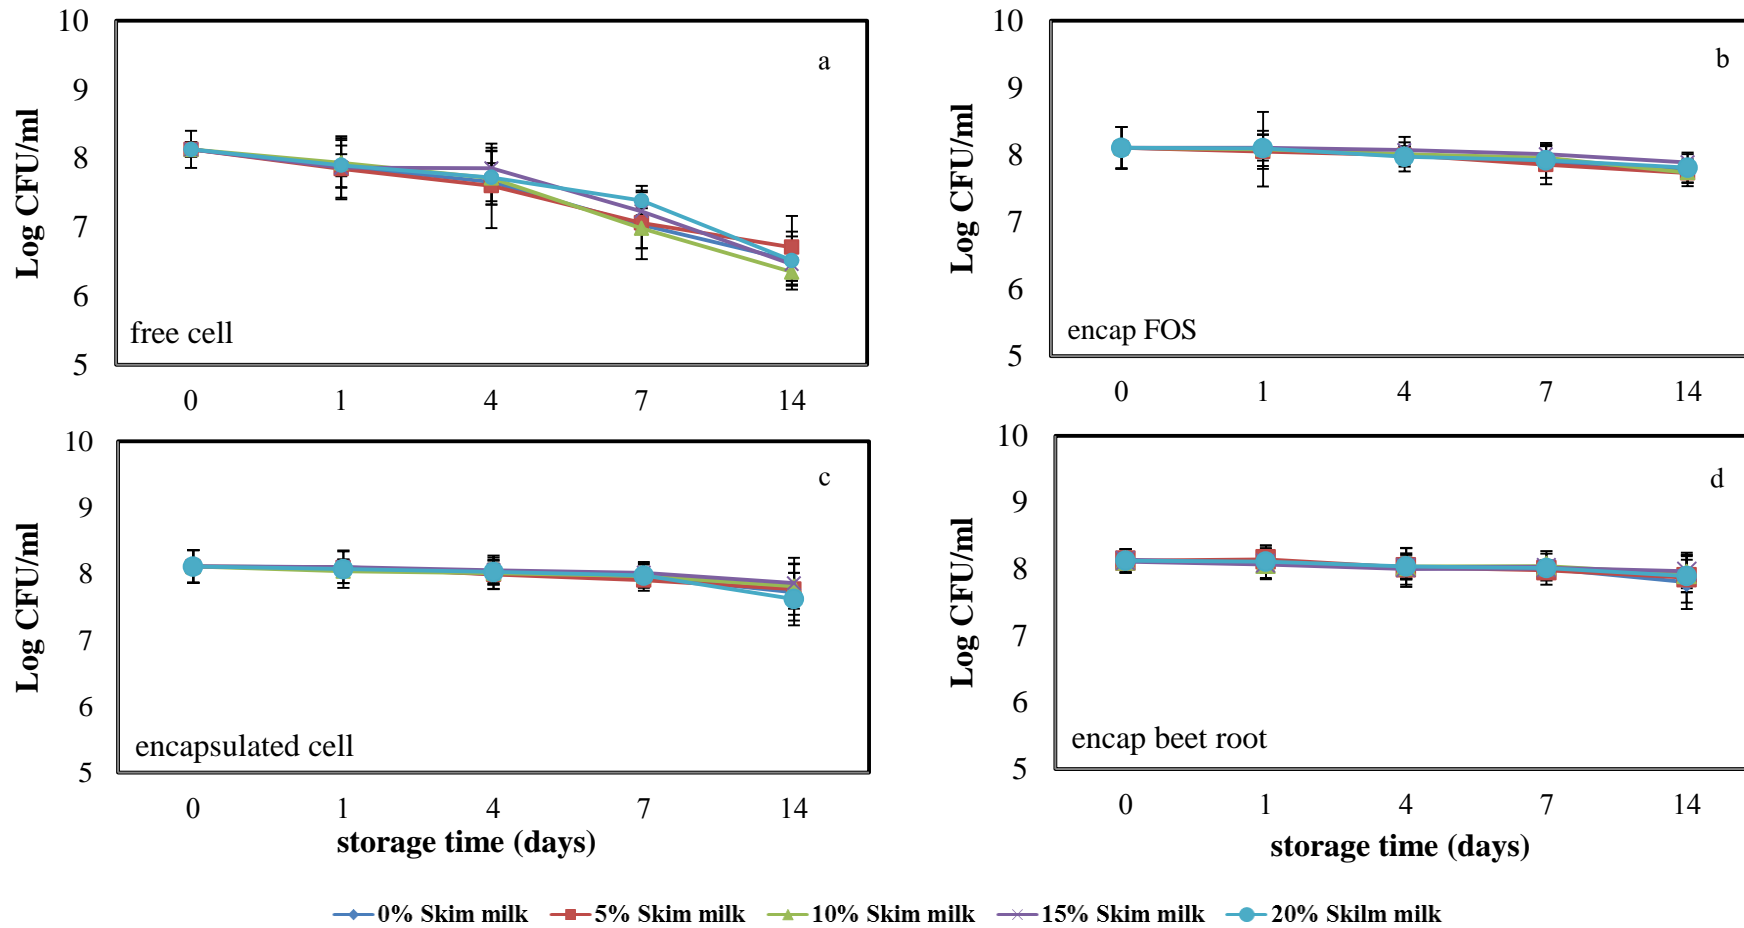 10
9
8
7
6
5
Log CFU/ml
a
free cell
0 1 4 7 14
10
9
8
7
6
5
Log CFU/ml
b
encap FOS
0 1 4 7 14
10
9
8
7
6
5
Log CFU/ml
c
encapsulated cell
0 1 4 7 14
storage time (days)
10
9
8
7
6
5
Log CFU/ml
d
encap beet root
0 1 4 7 14
storage time (days)
0% Skim milk 5% Skim milk 10% Skim milk 15% Skim milk 20% Skilm milk